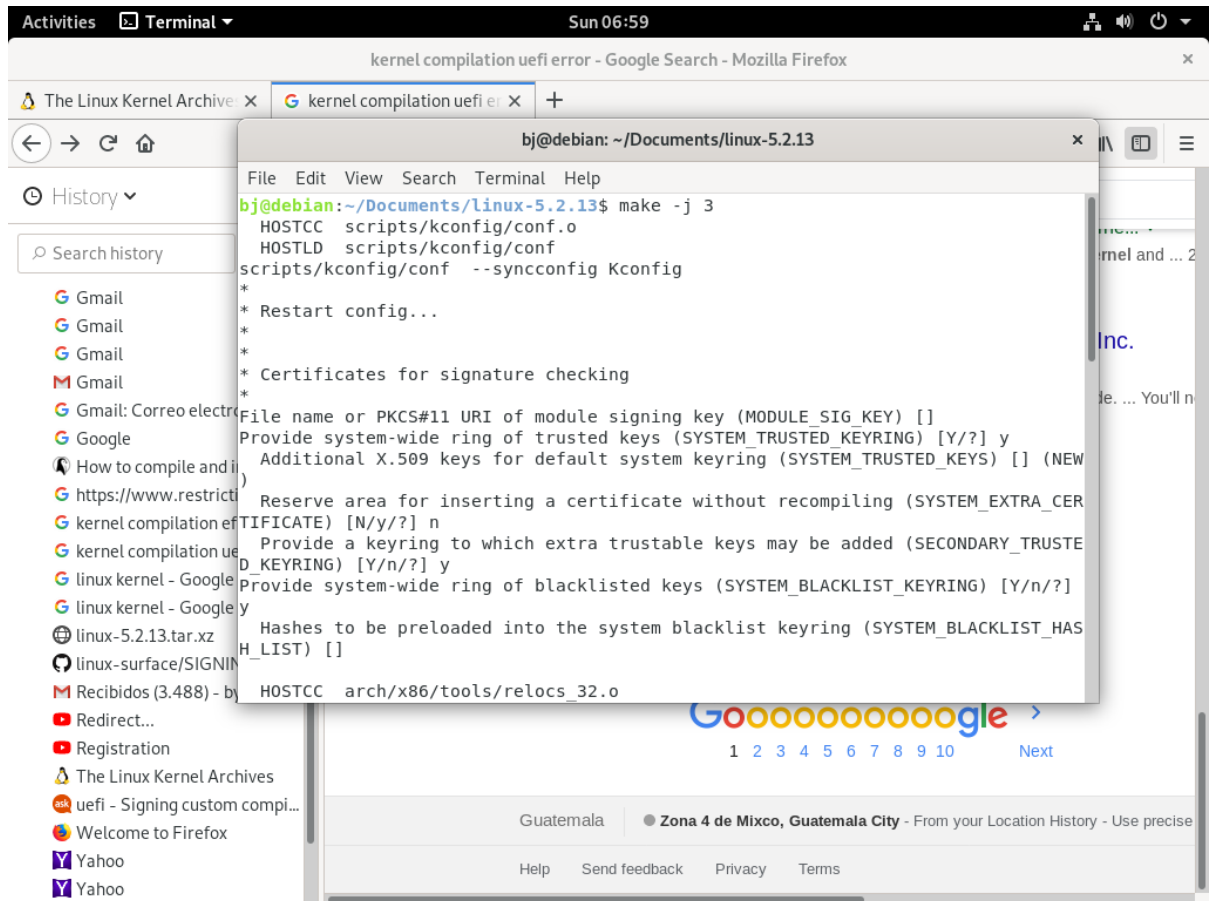 Activities Terminal Sun 06:59
kernel compilation uefi error - Google Search - Mozilla Firefox
The Linux Kernel Archive
kernel compilation uefi er
bj@debian: ~/Documents/linux-5.2.13
File Edit View Search Terminal Help
bj@debian:~/Documents/linux-5.2.13$ make -j 3
  HOSTCC  scripts/kconfig/conf.o
  HOSTLD  scripts/kconfig/conf
scripts/kconfig/conf  --syncconfig Kconfig
*
* Restart config...
*
*
* Certificates for signature checking
*
File name or PKCS#11 URI of module signing key (MODULE_SIG_KEY) []
Provide system-wide ring of trusted keys (SYSTEM_TRUSTED_KEYRING) [Y/?] y
  Additional X.509 keys for default system keyring (SYSTEM_TRUSTED_KEYS) [] (NEW
)
  Reserve area for inserting a certificate without recompiling (SYSTEM_EXTRA_CER
TIFICATE) [N/y/?] n
  Provide a keyring to which extra trustable keys may be added (SECONDARY_TRUSTE
D_KEYRING) [Y/n/?] y
Provide system-wide ring of blacklisted keys (SYSTEM_BLACKLIST_KEYRING) [Y/n/?]
y
  Hashes to be preloaded into the system blacklist keyring (SYSTEM_BLACKLIST_HAS
H_LIST) []
  HOSTCC  arch/x86/tools/relocs_32.o
History
Search history
Gmail
Gmail
Gmail
Gmail
Gmail: Correo electr
Google
How to compile and i
https://www.restricti
kernel compilation ef
kernel compilation ue
linux kernel - Google
linux kernel - Google
linux-5.2.13.tar.xz
linux-surface/SIGNIN
Recibidos (3.488) - by
Redirect...
Registration
The Linux Kernel Archives
uefi - Signing custom compi...
Welcome to Firefox
Yahoo
Yahoo
rnel and ... 2
Inc.
de. ... You'll n
Goooooooooogle
1 2 3 4 5 6 7 8 9 10 Next
Guatemala Zona 4 de Mixco, Guatemala City - From your Location History - Use precise
Help Send feedback Privacy Terms